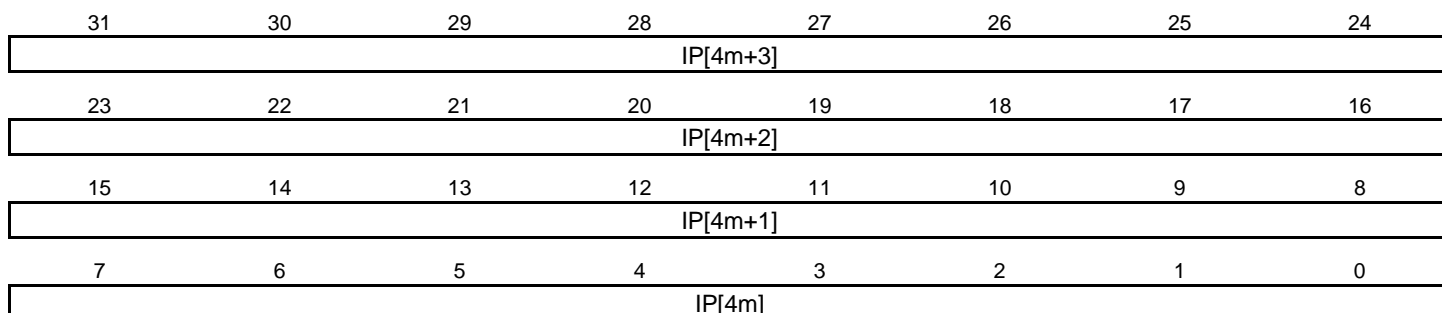 31 30 29 28 27 26 25 24
IP[4m+3]
23 22 21 20 19 18 17 16
IP[4m+2]
15 14 13 12 11 10 9 8
IP[4m+1]
7 6 5 4 3 2 1 0
IP[4m]